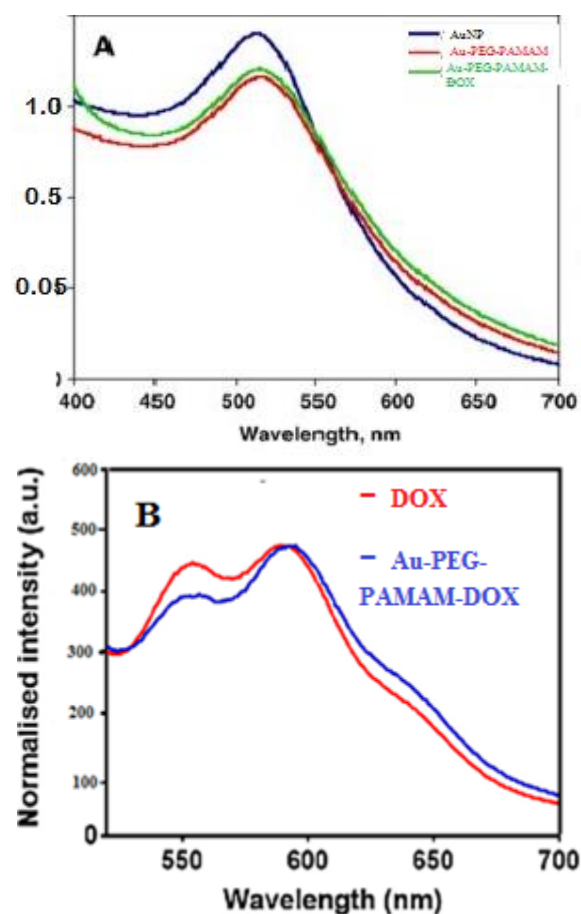 A
AuNP
Au-PEG-PAMAM
Au-PEG-PAMAM-
DOX
1.0
0.5
0.05
0
400
450
500
550
600
650
700
Wavelength, nm
B
DOX
Au-PEG-
PAMAM-DOX
Normalised intensity (a.u.)
600
500
400
300
200
100
0
550
600
650
700
Wavelength (nm)